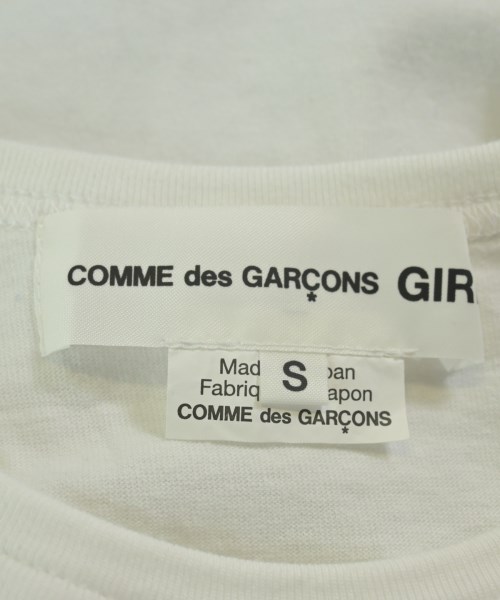 COMME des GARÇONS GIR
Mad S pan
Fabriq apon
COMME des GARÇONS